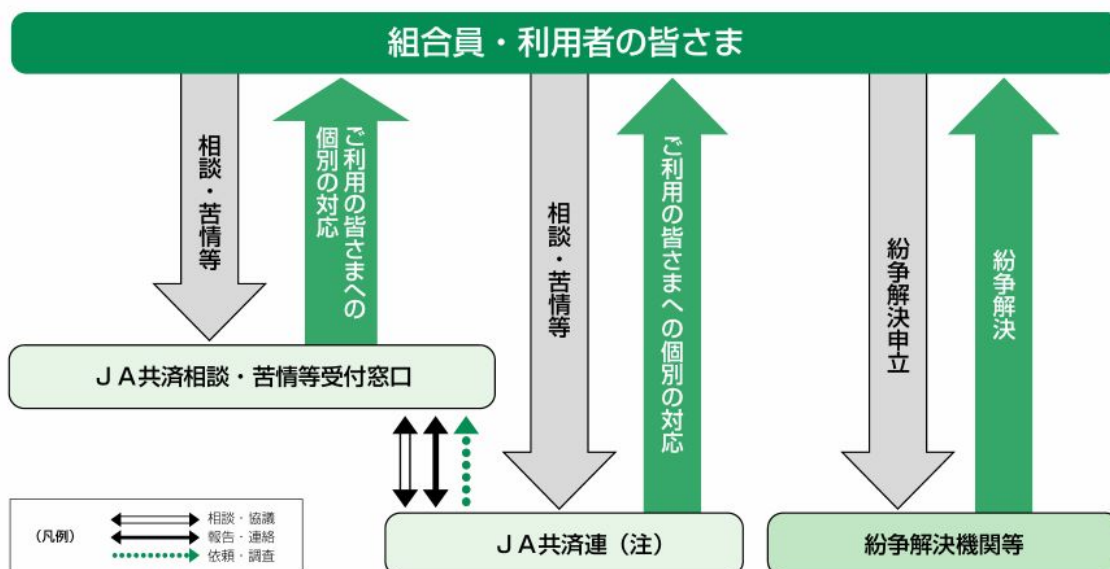 組合員・利用者の皆さま
相談・苦情等
ご利用の皆さまへの
個別の対応
相談・苦情等
ご利用の皆さまへの個別の対応
紛争解決申立
紛争解決
ＪＡ共済相談・苦情等受付窓口
(凡例)
相談・協議
報告・連絡
依頼・調査
ＪＡ共済連（注）
紛争解決機関等